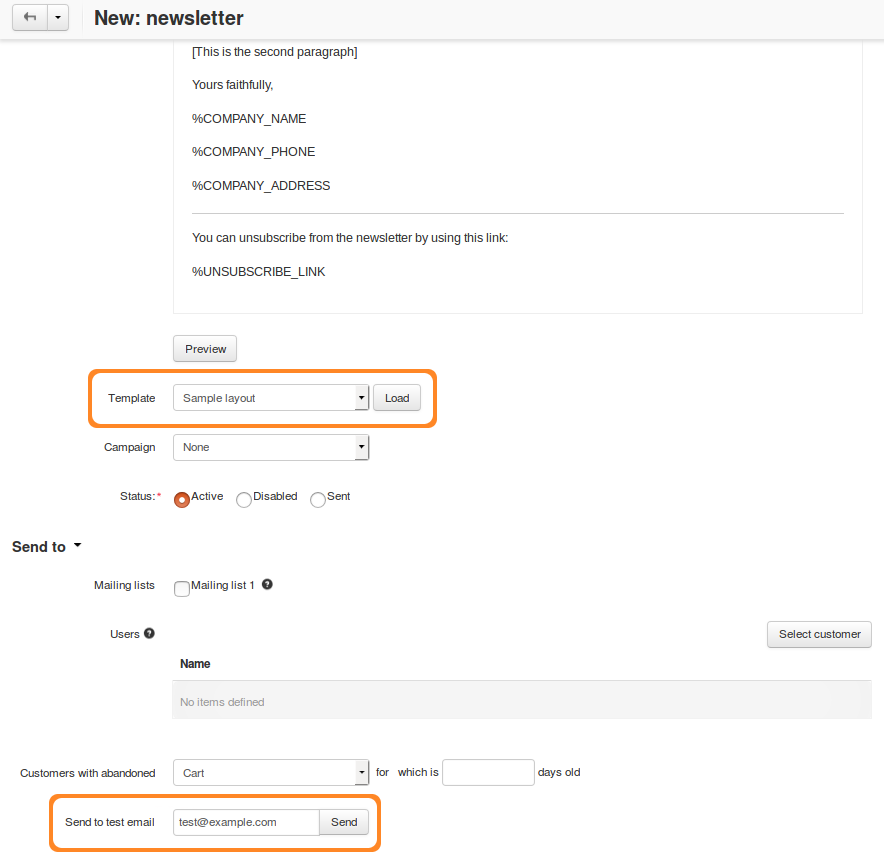 New: newsletter
[This is the second paragraph]
Yours faithfully,
%COMPANY_NAME
%COMPANY_PHONE
%COMPANY_ADDRESS
You can unsubscribe from the newsletter by using this link:
%UNSUBSCRIBE_LINK
Preview
Template Sample layout Load
Campaign None
Status:* Active Disabled Sent
Send to
Mailing lists Mailing list 1 ?
Users ? Select customer
Name
No items defined
Customers with abandoned Cart for which is days old
Send to test email test@example.com Send